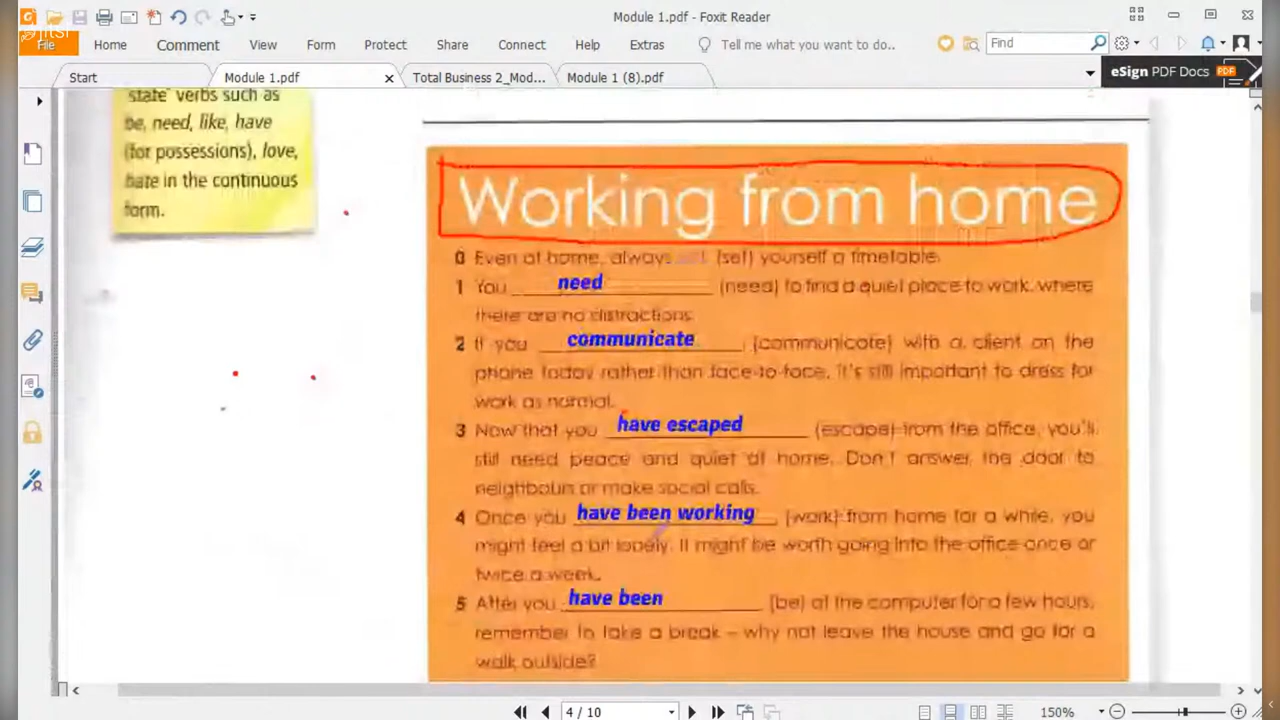 Module 1.pdf - Foxit Reader
File Home Comment View Form Protect Share Connect Help Extras Tell me what you want to do.. Find
Start Module 1.pdf Total Business 2_Mod... Module 1 (8).pdf eSign PDF Docs
state" verbs such as
be, need, like, have
(for possessions), love,
hate in the continuous
form.
Working from home
0 Even at home, always (set) yourself a timetable.
1 You need (need) to find a quiet place to work, where
there are no distractions.
2 If you communicate (communicate) with a client on the
phone today rather than face-to-face, it's still important to dress for
work as normal.
3 Now that you have escaped (escape) from the office, you'll
still need peace and quiet at home. Don't answer the door to
neighbours or make social calls.
4 Once you have been working (work) from home for a while, you
might feel a bit lonely. It might be worth going into the office once or
twice a week.
5 After you have been (be) at the computer for a few hours,
remember to take a break – why not leave the house and go for a
walk outside?
4 / 10 150%